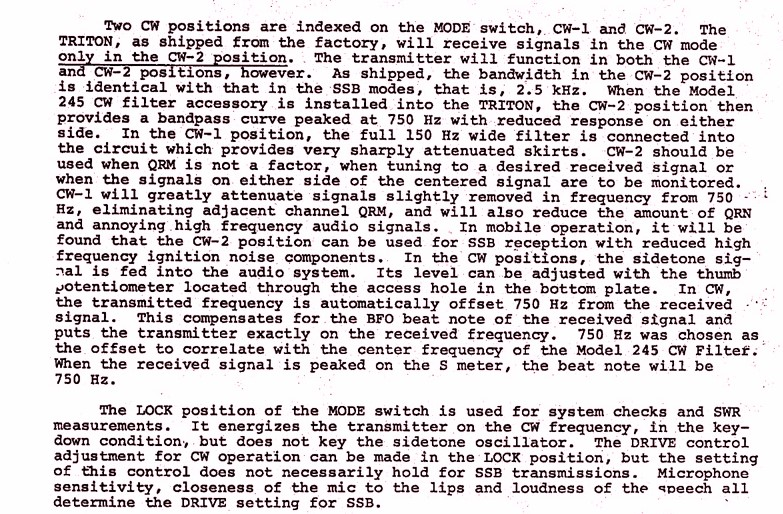 Two CW positions are indexed on the MODE switch, CW-1 and CW-2. The
TRITON, as shipped from the factory, will receive signals in the CW mode
only in the CW-2 position. The transmitter will function in both the CW-1
and CW-2 positions, however. As shipped, the bandwidth in the CW-2 position
is identical with that in the SSB modes, that is, 2.5 kHz. When the Model
245 CW filter accessory is installed into the TRITON, the CW-2 position then
provides a bandpass curve peaked at 750 Hz with reduced response on either
side. In the CW-1 position, the full 150 Hz wide filter is connected into
the circuit which provides very sharply attenuated skirts. CW-2 should be
used when QRM is not a factor, when tuning to a desired received signal or
when the signals on either side of the centered signal are to be monitored.
CW-1 will greatly attenuate signals slightly removed in frequency from 750
Hz, eliminating adjacent channel QRM, and will also reduce the amount of QRN
and annoying high frequency audio signals. In mobile operation, it will be
found that the CW-2 position can be used for SSB reception with reduced high
frequency ignition noise components. In the CW positions, the sidetone sig-
nal is fed into the audio system. Its level can be adjusted with the thumb
potentiometer located through the access hole in the bottom plate. In CW,
the transmitted frequency is automatically offset 750 Hz from the received
signal. This compensates for the BFO beat note of the received signal and
puts the transmitter exactly on the received frequency. 750 Hz was chosen as
the offset to correlate with the center frequency of the Model 245 CW Filter.
When the received signal is peaked on the S meter, the beat note will be
750 Hz.
The LOCK position of the MODE switch is used for system checks and SWR
measurements. It energizes the transmitter on the CW frequency, in the key-
down condition, but does not key the sidetone oscillator. The DRIVE control
adjustment for CW operation can be made in the LOCK position, but the setting
of this control does not necessarily hold for SSB transmissions. Microphone
sensitivity, closeness of the mic to the lips and loudness of the speech all
determine the DRIVE setting for SSB.